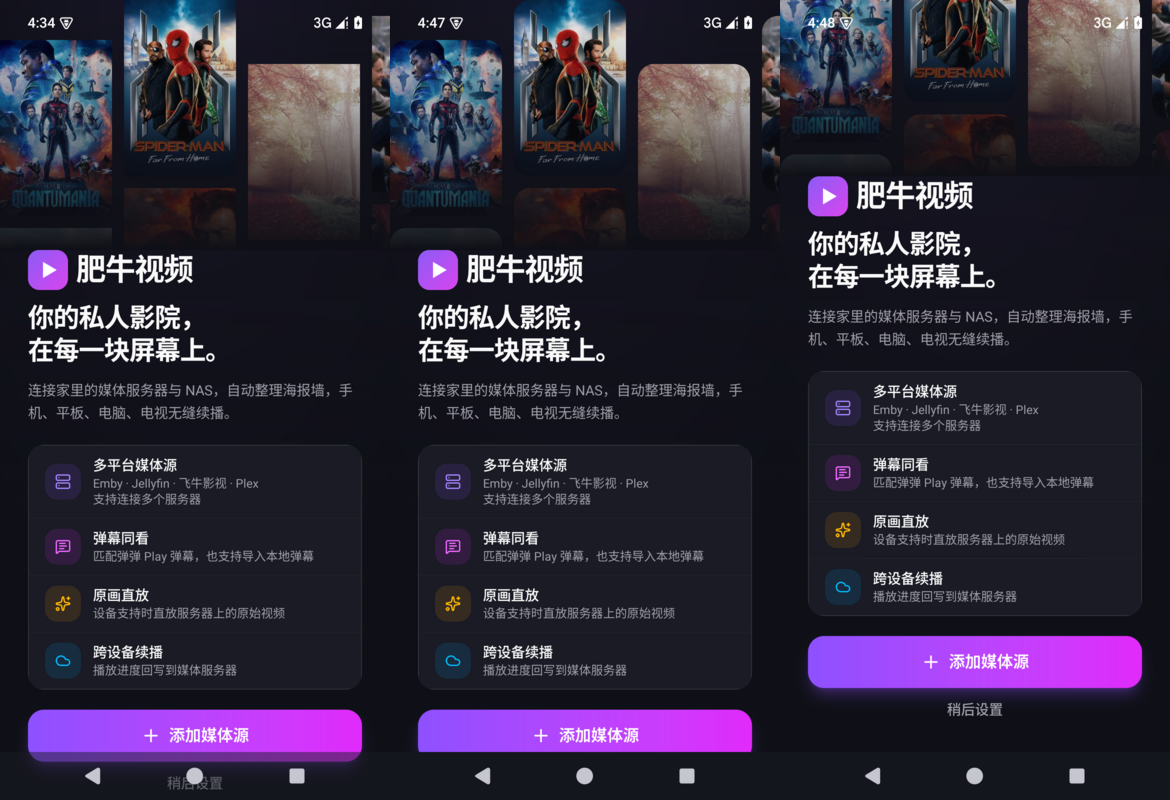 4:34
3G
QUANTUMANIA
SPIDER-MAN
Far From Home
肥牛视频
你的私人影院，
在每一块屏幕上。
连接家里的媒体服务器与 NAS，自动整理海报墙，手
机、平板、电脑、电视无缝续播。
多平台媒体源
Emby · Jellyfin · 飞牛影视 · Plex
支持连接多个服务器
弹幕同看
匹配弹弹 Play 弹幕，也支持导入本地弹幕
原画直放
设备支持时直放服务器上的原始视频
跨设备续播
播放进度回写到媒体服务器
添加媒体源
稍后设置
4:47
3G
QUANTUMANIA
SPIDER-MAN
Far From Home
肥牛视频
你的私人影院，
在每一块屏幕上。
连接家里的媒体服务器与 NAS，自动整理海报墙，手
机、平板、电脑、电视无缝续播。
多平台媒体源
Emby · Jellyfin · 飞牛影视 · Plex
支持连接多个服务器
弹幕同看
匹配弹弹 Play 弹幕，也支持导入本地弹幕
原画直放
设备支持时直放服务器上的原始视频
跨设备续播
播放进度回写到媒体服务器
添加媒体源
4:48
3G
SPIDER-MAN
Far From Home
QUANTUMANIA
肥牛视频
你的私人影院，
在每一块屏幕上。
连接家里的媒体服务器与 NAS，自动整理海报墙，手
机、平板、电脑、电视无缝续播。
多平台媒体源
Emby · Jellyfin · 飞牛影视 · Plex
支持连接多个服务器
弹幕同看
匹配弹弹 Play 弹幕，也支持导入本地弹幕
原画直放
设备支持时直放服务器上的原始视频
跨设备续播
播放进度回写到媒体服务器
添加媒体源
稍后设置